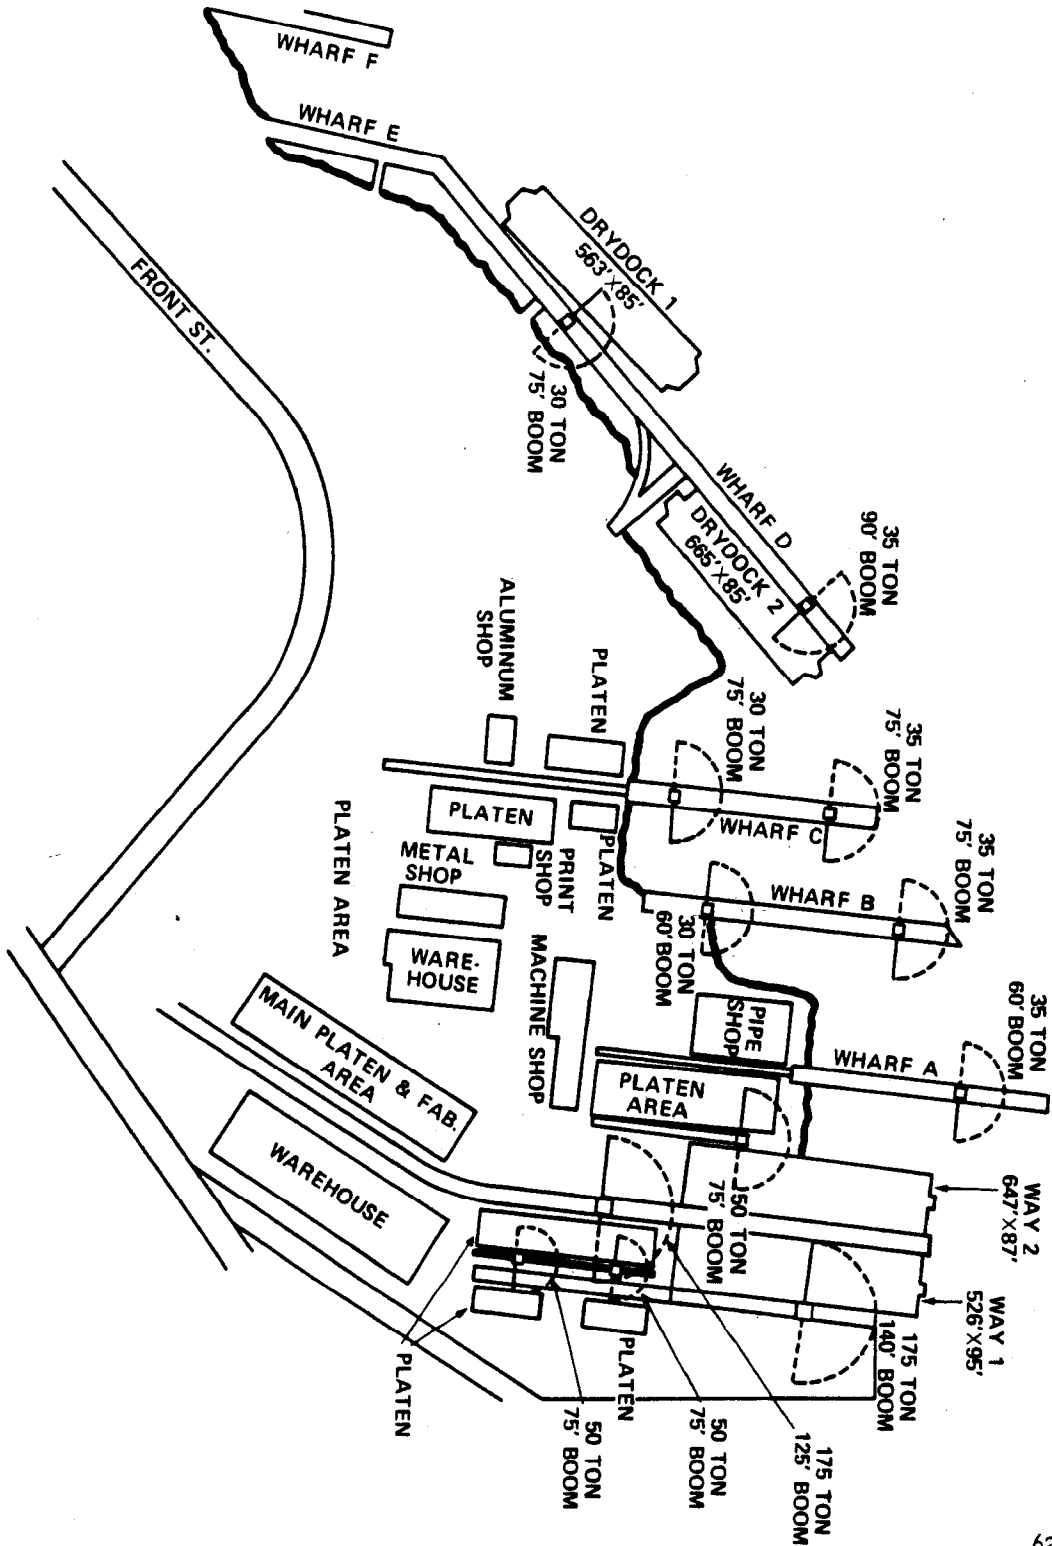 WHARF F
WHARF E
DRYDOCK 1
563'X85'
FRONT ST.
30 TON
75' BOOM
WHARF D
DRYDOCK 2
665'X85'
35 TON
90' BOOM
ALUMINUM
SHOP
PLATEN
30 TON
75' BOOM
35 TON
75' BOOM
WHARF C
PLATEN
PLATEN
PRINT
SHOP
METAL
SHOP
PLATEN AREA
35 TON
75' BOOM
WHARF B
30 TON
60' BOOM
WARE-
HOUSE
MACHINE SHOP
PIPE
SHOP
35 TON
60' BOOM
WHARF A
MAIN PLATEN & FAB.
AREA
PLATEN
AREA
WAREHOUSE
50 TON
75' BOOM
WAY 2
647'X87'
WAY 1
526'X95'
175 TON
140' BOOM
PLATEN
PLATEN
50 TON
75' BOOM
50 TON
75' BOOM
175 TON
125' BOOM